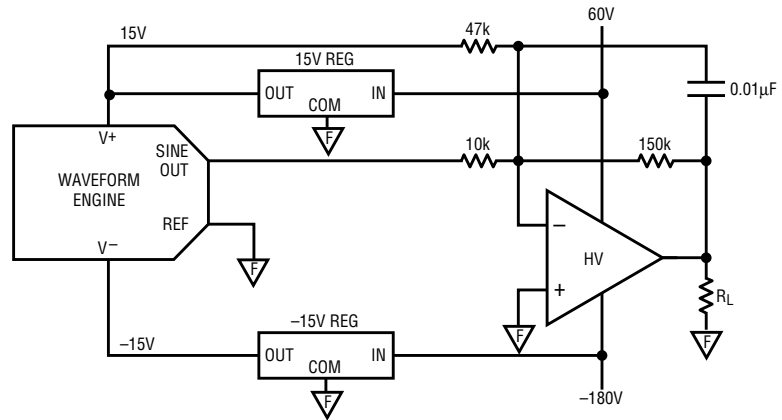 15V
47k
60V
15V REG
OUT
IN
COM
F
0.01µF
V+
SINE
OUT
10k
150k
WAVEFORM
ENGINE
REF
F
V–
–
HV
+
F
RL
F
–15V
–15V REG
OUT
IN
COM
F
–180V